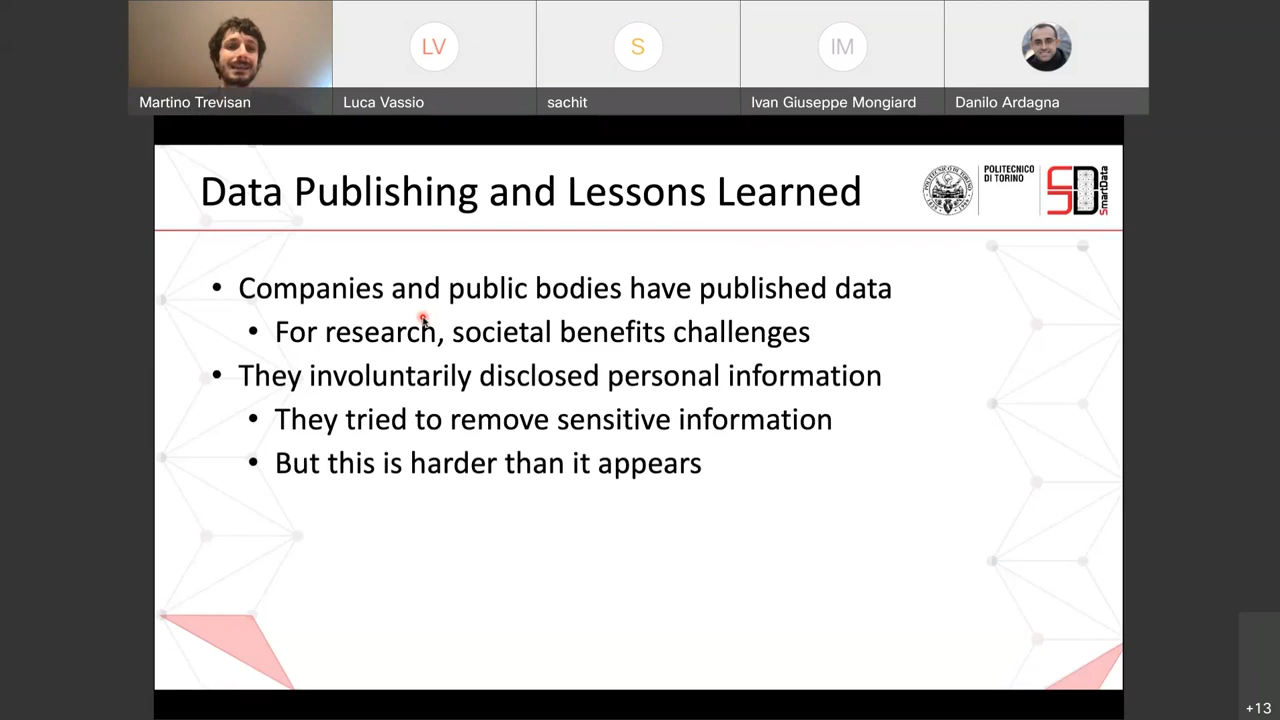 LV
S
IM
Martino Trevisan
Luca Vassio
sachit
Ivan Giuseppe Mongiard
Danilo Ardagna
Data Publishing and Lessons Learned
POLITECNICO
DI TORINO
SD
SmartData
• Companies and public bodies have published data
• For research, societal benefits challenges
• They involuntarily disclosed personal information
• They tried to remove sensitive information
• But this is harder than it appears
+13